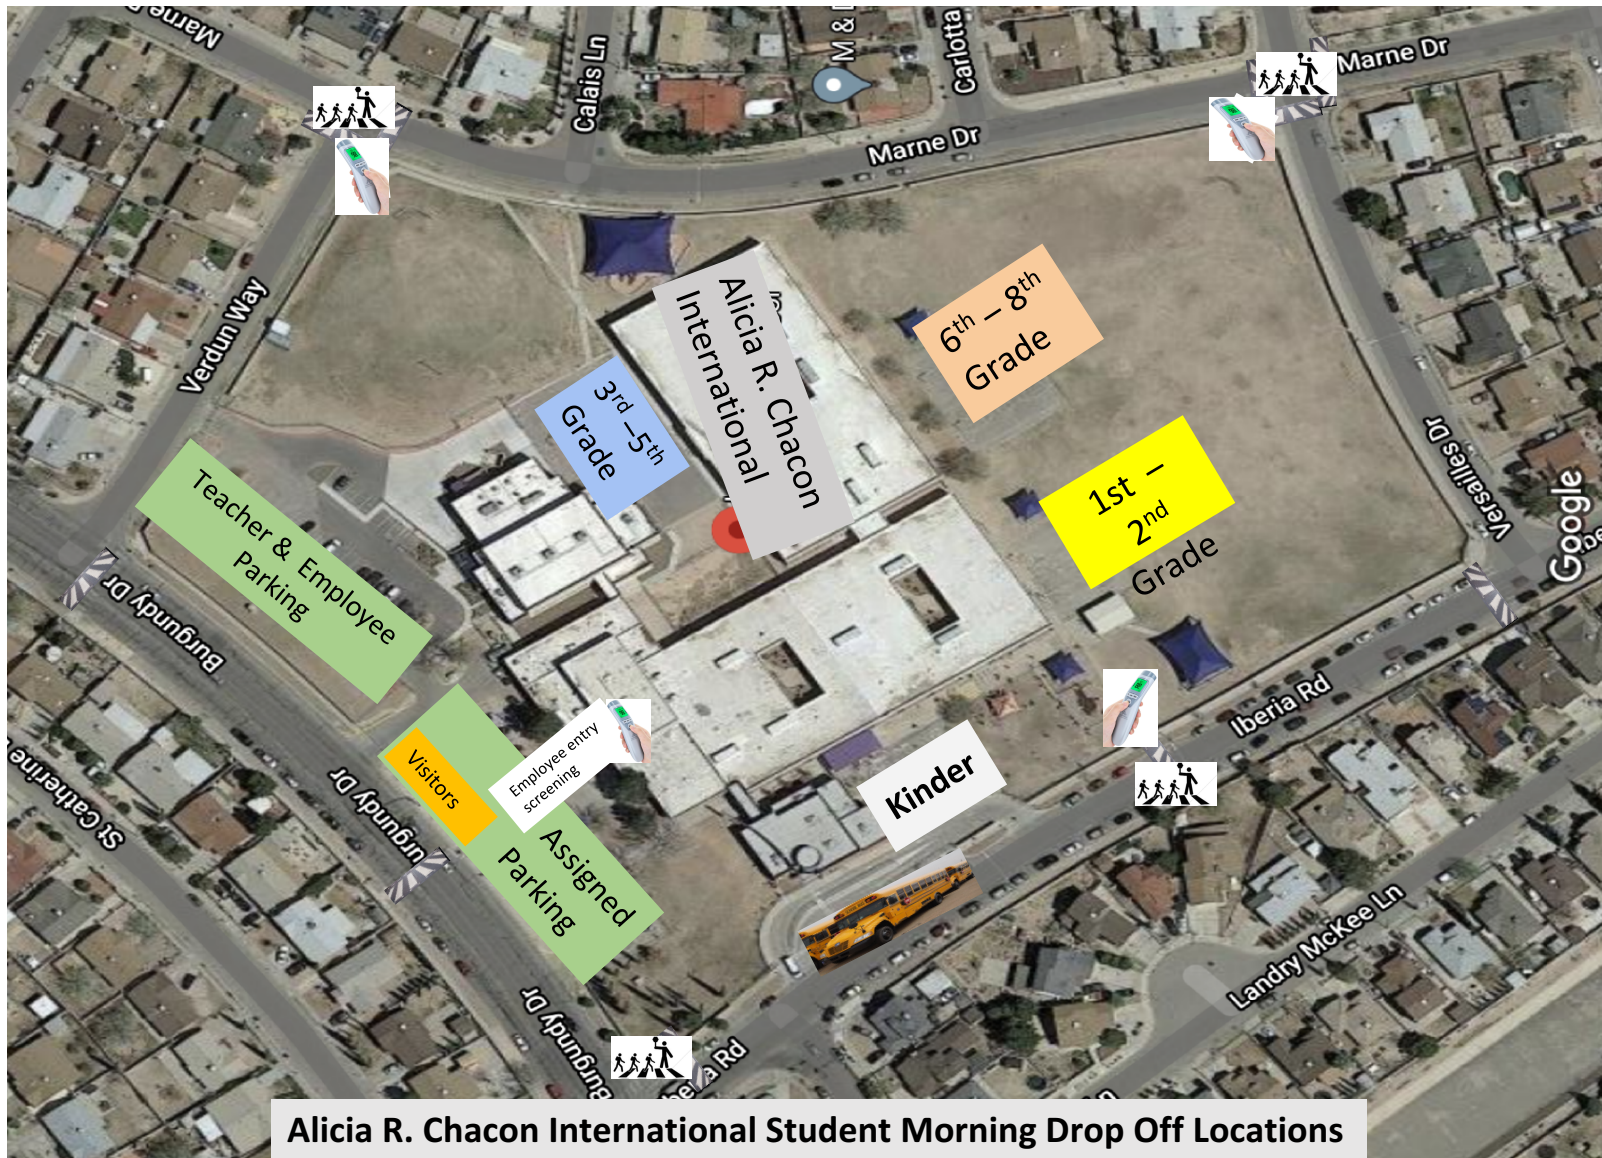 Marne
Calais Ln
M &
Carlotta
Marne Dr
Marne Dr
Verdun Way
Alicia R. Chacon
International
6th – 8th
Grade
3rd –5th
Grade
1st –
2nd
Grade
Versailles Dr
Google
Teacher & Employee
Parking
Burgundy Dr
Iberia Rd
Employee entry
screening
Visitors
Kinder
Assigned
Parking
St Catherine
urgundy Dr
Landry McKee Ln
Burgundy Dr
Burg
Rd
Alicia R. Chacon International Student Morning Drop Off Locations